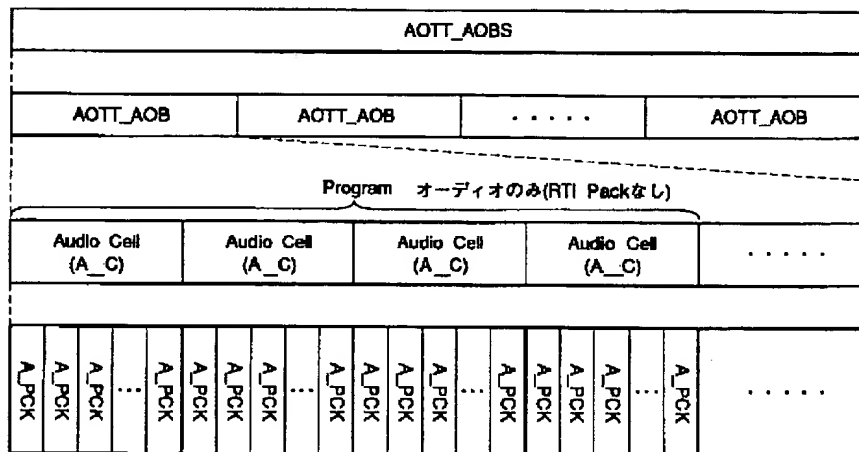 AOTT_AOBS
AOTT_AOB AOTT_AOB ····· AOTT_AOB
Program オーディオのみ(RTI Packなし)
Audio Cell Audio Cell Audio Cell Audio Cell
(A_C) (A_C) (A_C) (A_C) ·····
A_PCK A_PCK A_PCK ··· A_PCK A_PCK A_PCK A_PCK ··· A_PCK A_PCK A_PCK A_PCK ··· A_PCK A_PCK A_PCK A_PCK ··· A_PCK ·····